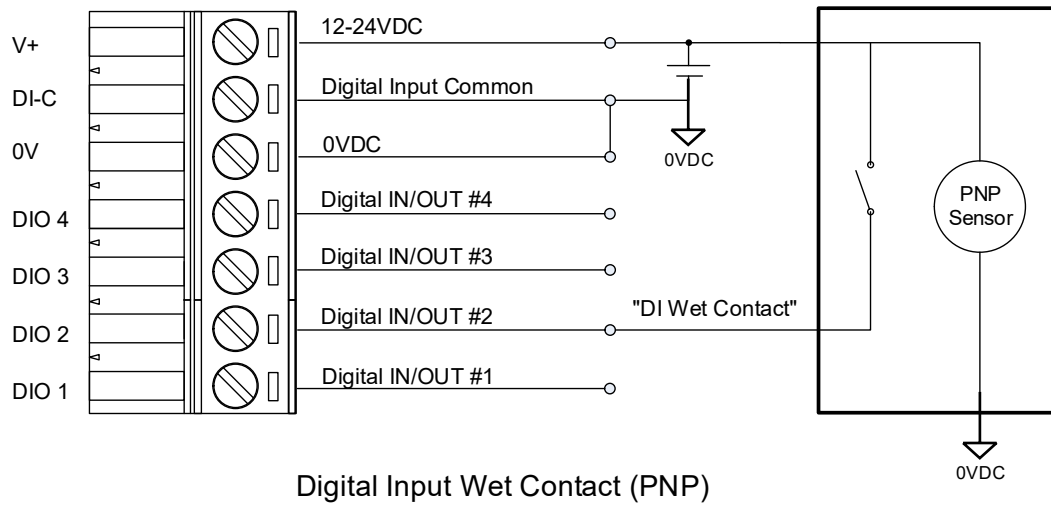 V+
12-24VDC
DI-C
Digital Input Common
0V
0VDC
0VDC
PNP
Sensor
DIO 4
Digital IN/OUT #4
DIO 3
Digital IN/OUT #3
DIO 2
Digital IN/OUT #2
"DI Wet Contact"
DIO 1
Digital IN/OUT #1
0VDC
Digital Input Wet Contact (PNP)